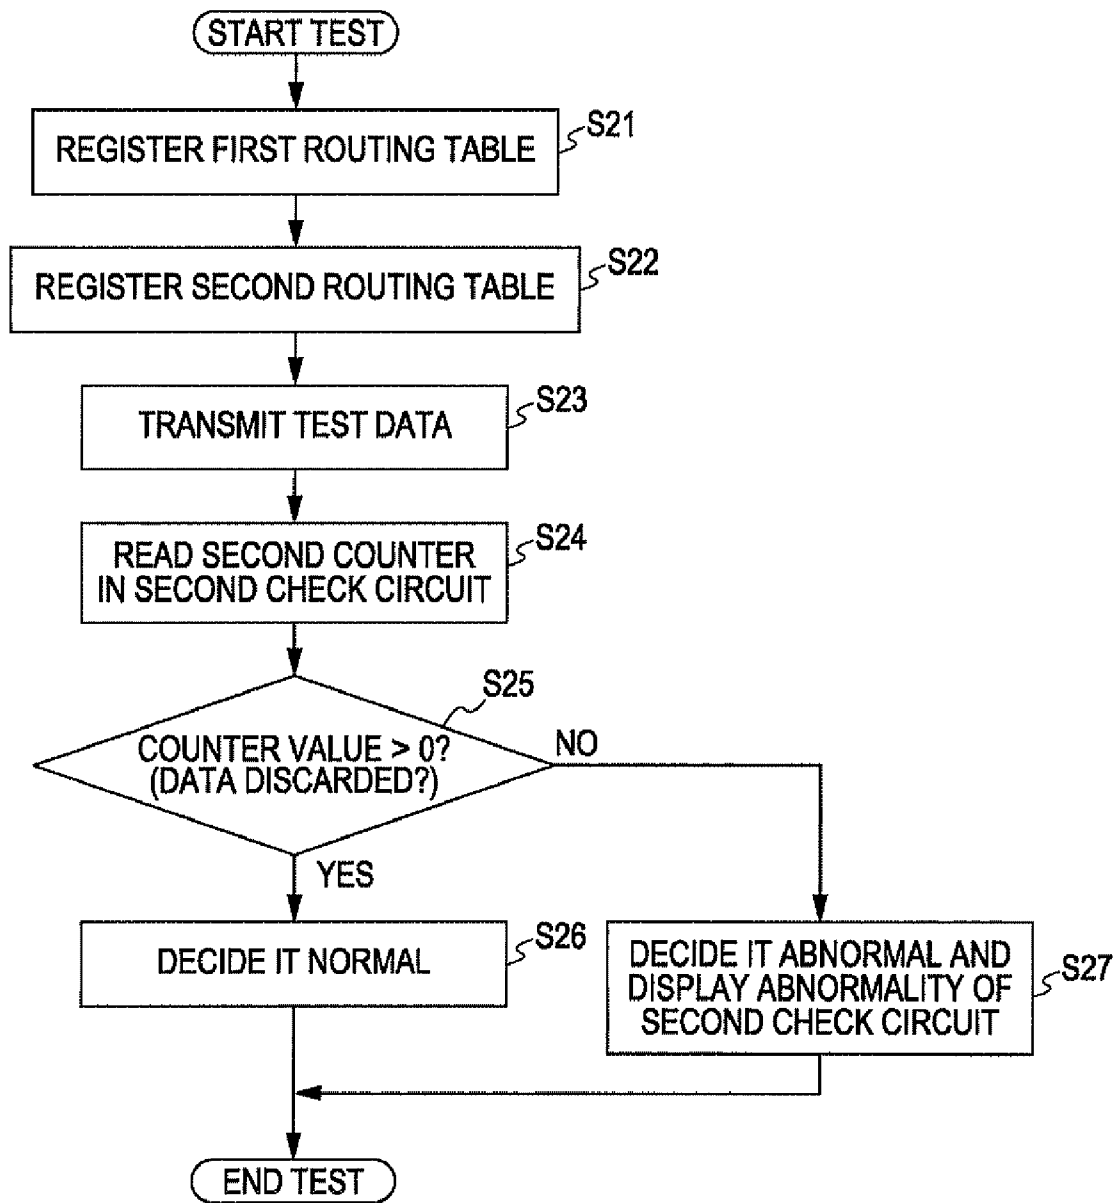 START TEST
S21
REGISTER FIRST ROUTING TABLE
S22
REGISTER SECOND ROUTING TABLE
S23
TRANSMIT TEST DATA
S24
READ SECOND COUNTER
IN SECOND CHECK CIRCUIT
S25
COUNTER VALUE > 0?
(DATA DISCARDED?)
NO
YES
S26
DECIDE IT NORMAL
DECIDE IT ABNORMAL AND
DISPLAY ABNORMALITY OF
SECOND CHECK CIRCUIT
S27
END TEST